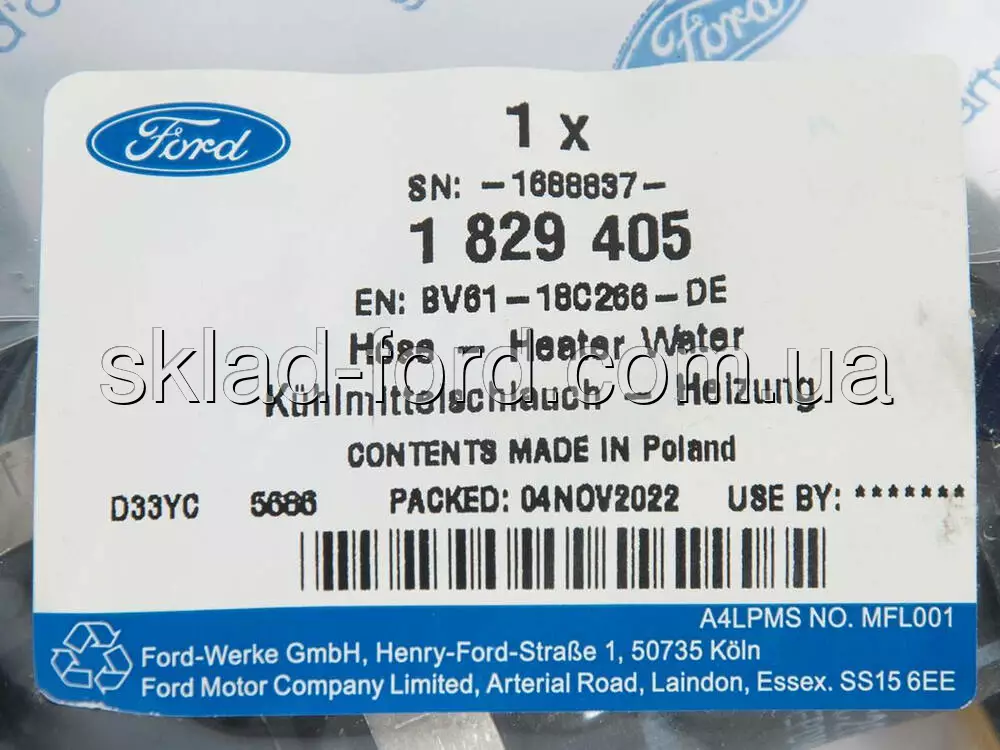 Ford
Ford
1 x
SN: -1688837-
1 829 405
EN: BV61-18C266-DE
Hose - Heater Water
sklad-ford.com.ua
Kühlmittelschlauch - Heizung
CONTENTS MADE IN Poland
D33YC 5686 PACKED: 04NOV2022 USE BY: *******
A4LPMS NO. MFL001
Ford-Werke GmbH, Henry-Ford-Straße 1, 50735 Köln
Ford Motor Company Limited, Arterial Road, Laindon, Essex. SS15 6EE